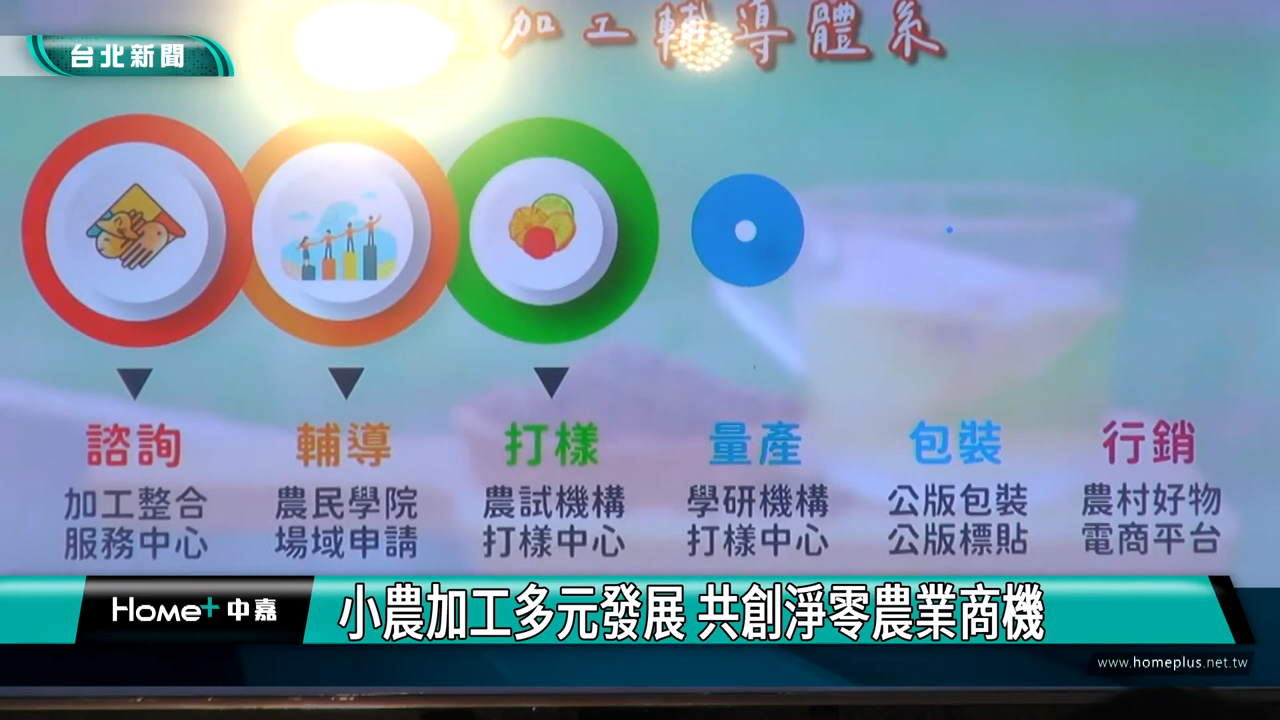 加工輔導體系
台北新聞
諮詢
加工整合
服務中心
輔導
農民學院
場域申請
打樣
農試機構
打樣中心
量產
學研機構
打樣中心
包裝
公版包裝
公版標貼
行銷
農村好物
電商平台
Home+中嘉
小農加工多元發展 共創淨零農業商機
www.homeplus.net.tw